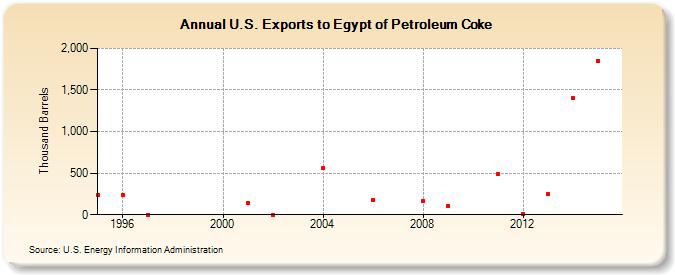 Annual U.S. Exports to Egypt of Petroleum Coke
Thousand Barrels
2,000
1,500
1,000
500
0
1996 2000 2004 2008 2012
Source: U.S. Energy Information Administration